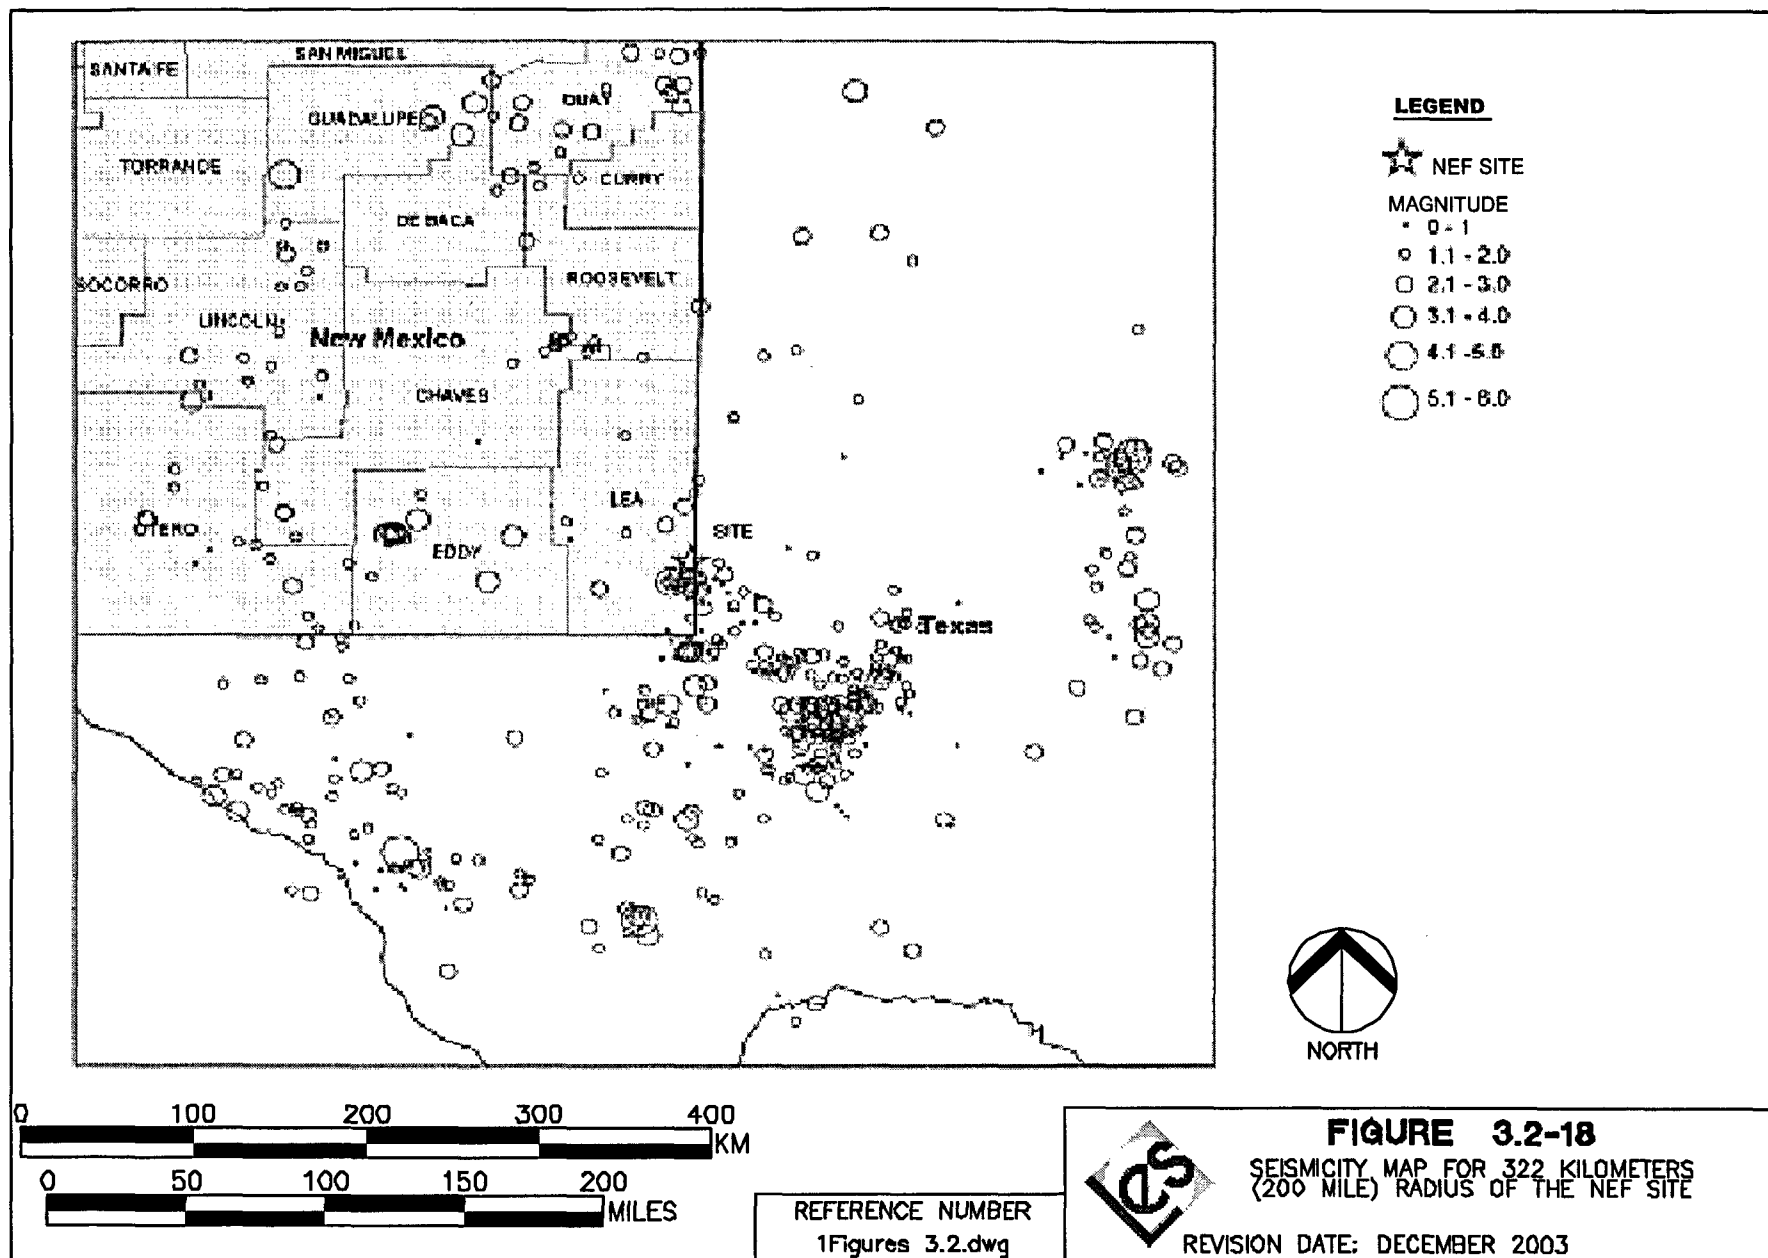 SAN MIGUEL
SANTA FE
QUAY
GUADALUPE
TORRANCE
CURRY
DE BACA
ROOSEVELT
SOCORRO
LINCOLN
New Mexico
CHAVES
LEA
OTERO
EDDY
SITE
Texas
LEGEND
NEF SITE
MAGNITUDE
0 - 1
1.1 - 2.0
2.1 - 3.0
3.1 - 4.0
4.1 - 5.0
5.1 - 6.0
NORTH
0 100 200 300 400
KM
0 50 100 150 200
MILES
REFERENCE NUMBER
1Figures 3.2.dwg
LES
FIGURE 3.2-18
SEISMICITY MAP FOR 322 KILOMETERS
(200 MILE) RADIUS OF THE NEF SITE
REVISION DATE: DECEMBER 2003